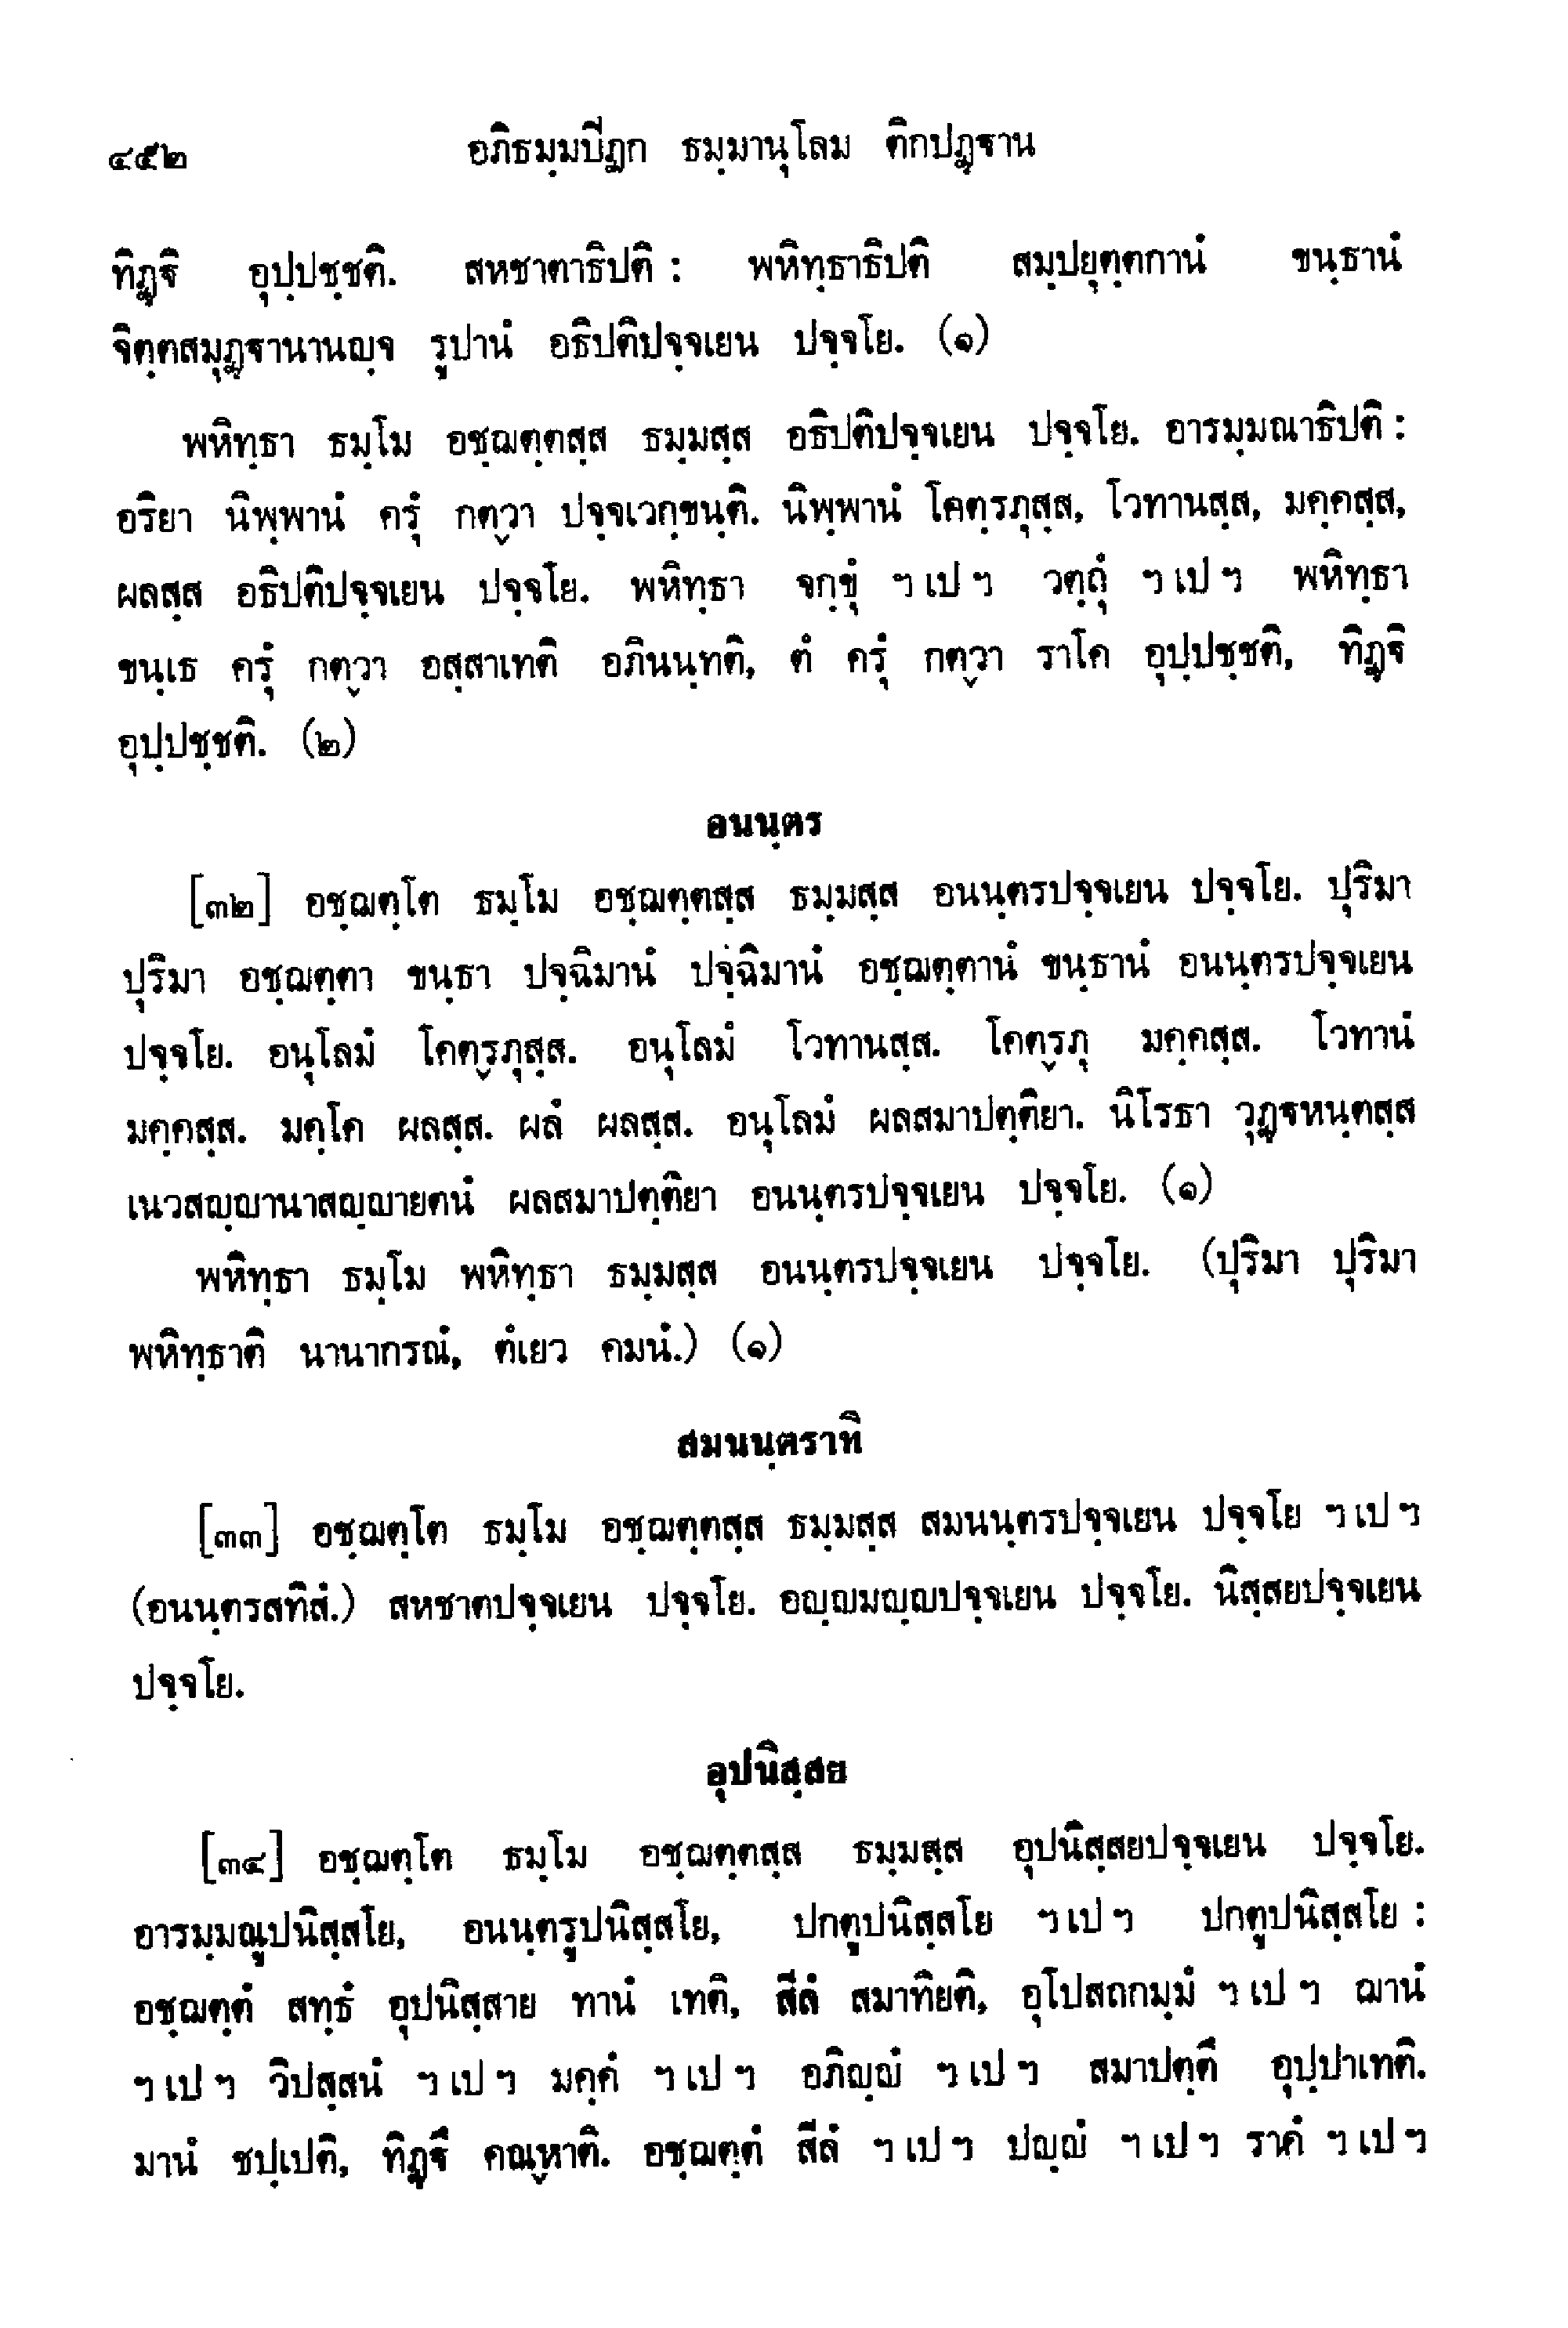 ๔๕๒ อภิธมฺมปิฏก ธมฺมานุโลม ติกปฏฺฐาน
ทิฏฺฐิ อุปฺปชฺชติ. สหชาตาธิปติ : พหิทฺธาธิปติ สมฺปยุตฺตกานํ ขนฺธานํ
จิตฺตสมุฏฺฐานานญฺจ รูปานํ อธิปติปจฺจเยน ปจฺจโย. (๑)
พหิทฺธา ธมฺโม อชฺฌตฺตสฺส ธมฺมสฺส อธิปติปจฺจเยน ปจฺจโย. อารมฺมณาธิปติ :
อริยา นิพฺพานํ ครุํ กตฺวา ปจฺจเวกฺขนฺติ. นิพฺพานํ โคตฺรภุสฺส, โวทานสฺส, มคฺคสฺส,
ผลสฺส อธิปติปจฺจเยน ปจฺจโย. พหิทฺธา จกฺขุํ ฯ เป ฯ วตฺถุํ ฯ เป ฯ พหิทฺธา
ขนฺเธ ครุํ กตฺวา อสฺสาเทติ อภินนฺทติ, ตํ ครุํ กตฺวา ราโค อุปฺปชฺชติ, ทิฏฺฐิ
อุปฺปชฺชติ. (๒)
อนนฺตร
[๓๒] อชฺฌตฺโต ธมฺโม อชฺฌตฺตสฺส ธมฺมสฺส อนนฺตรปจฺจเยน ปจฺจโย. ปุริมา
ปุริมา อชฺฌตฺตา ขนฺธา ปจฺฉิมานํ ปจฺฉิมานํ อชฺฌตฺตานํ ขนฺธานํ อนนฺตรปจฺจเยน
ปจฺจโย. อนุโลมํ โคตฺรภุสฺส. อนุโลมํ โวทานสฺส. โคตฺรภุ มคฺคสฺส. โวทานํ
มคฺคสฺส. มคฺโค ผลสฺส. ผลํ ผลสฺส. อนุโลมํ ผลสมาปตฺติยา. นิโรธา วุฏฺฐหนฺตสฺส
เนวสญฺญานาสญฺญายตนํ ผลสมาปตฺติยา อนนฺตรปจฺจเยน ปจฺจโย. (๑)
พหิทฺธา ธมฺโม พหิทฺธา ธมฺมสฺส อนนฺตรปจฺจเยน ปจฺจโย. (ปุริมา ปุริมา
พหิทฺธาติ นานากรณํ, ตํเยว คมนํ.) (๑)
สมนนฺตราทิ
[๓๓] อชฺฌตฺโต ธมฺโม อชฺฌตฺตสฺส ธมฺมสฺส สมนนฺตรปจฺจเยน ปจฺจโย ฯ เป ฯ
(อนนฺตรสทิสํ.) สหชาตปจฺจเยน ปจฺจโย. อญฺญมญฺญปจฺจเยน ปจฺจโย. นิสฺสยปจฺจเยน
ปจฺจโย.
อุปนิสฺสย
[๓๔] อชฺฌตฺโต ธมฺโม อชฺฌตฺตสฺส ธมฺมสฺส อุปนิสฺสยปจฺจเยน ปจฺจโย.
อารมฺมณูปนิสฺสโย, อนนฺตรูปนิสฺสโย, ปกตูปนิสฺสโย ฯ เป ฯ ปกตูปนิสฺสโย :
อชฺฌตฺตํ สทฺธํ อุปนิสฺสาย ทานํ เทติ, สีลํ สมาทิยติ, อุโปสถกมฺมํ ฯ เป ฯ ฌานํ
ฯ เป ฯ วิปสฺสนํ ฯ เป ฯ มคฺคํ ฯ เป ฯ อภิญฺญํ ฯ เป ฯ สมาปตฺตึ อุปฺปาเทติ.
มานํ ชปฺเปติ, ทิฏฺฐึ คณฺหาติ. อชฺฌตฺตํ สีลํ ฯ เป ฯ ปญฺญํ ฯ เป ฯ ราคํ ฯ เป ฯ